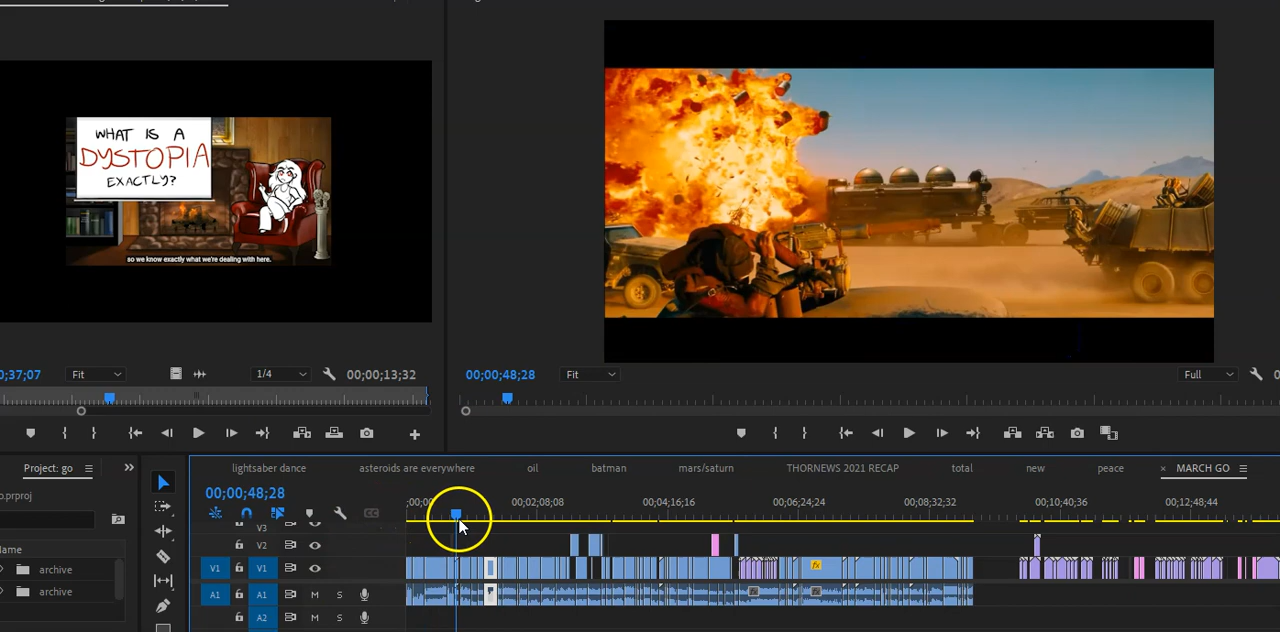 WHAT IS A
DYSTOPIA
EXACTLY?
so we know exactly what we're dealing with here.
0;37;07
Fit
1/4
00;00;13;32
00;00;48;28
Fit
Full
Project: go
.prproj
archive
archive
lightsaber dance
asteroids are everywhere
oil
batman
mars/saturn
THORNEWS 2021 RECAP
total
new
peace
× MARCH GO
00;00;48;28
;00;00
00;02;08;08
00;04;16;16
00;06;24;24
00;08;32;32
00;10;40;36
00;12;48;44
V3
V2
V1 V1
fx
A1 A1 M S
A2 M S